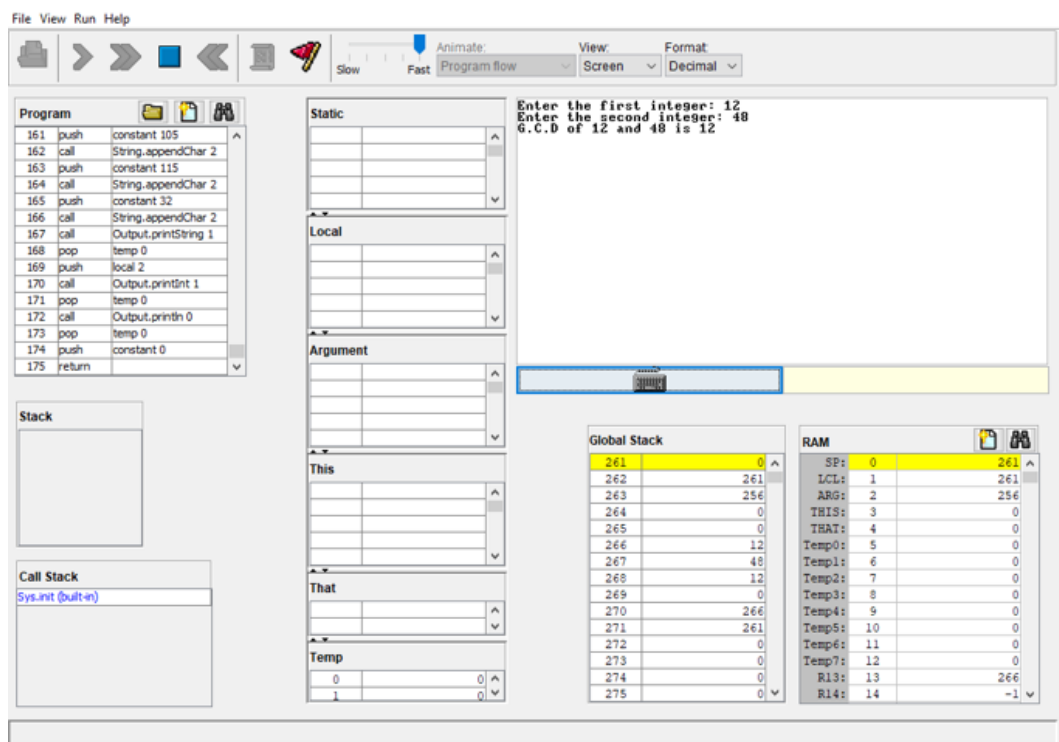 File View Run Help
Animate: View: Format:
Slow Fast Program flow Screen Decimal
Program
161 push constant 105
162 call String.appendChar 2
163 push constant 115
164 call String.appendChar 2
165 push constant 32
166 call String.appendChar 2
167 call Output.printString 1
168 pop temp 0
169 push local 2
170 call Output.printInt 1
171 pop temp 0
172 call Output.println 0
173 pop temp 0
174 push constant 0
175 return
Stack
Call Stack
Sys.init (built-in)
Static
Local
Argument
This
That
Temp
0 0
1 0
Enter the first integer: 12
Enter the second integer: 48
G.C.D of 12 and 48 is 12
Global Stack
261 0
262 261
263 256
264 0
265 0
266 12
267 48
268 12
269 0
270 266
271 261
272 0
273 0
274 0
275 0
RAM
SP: 0 261
LCL: 1 261
ARG: 2 256
THIS: 3 0
THAT: 4 0
Temp0: 5 0
Temp1: 6 0
Temp2: 7 0
Temp3: 8 0
Temp4: 9 0
Temp5: 10 0
Temp6: 11 0
Temp7: 12 0
R13: 13 266
R14: 14 -1